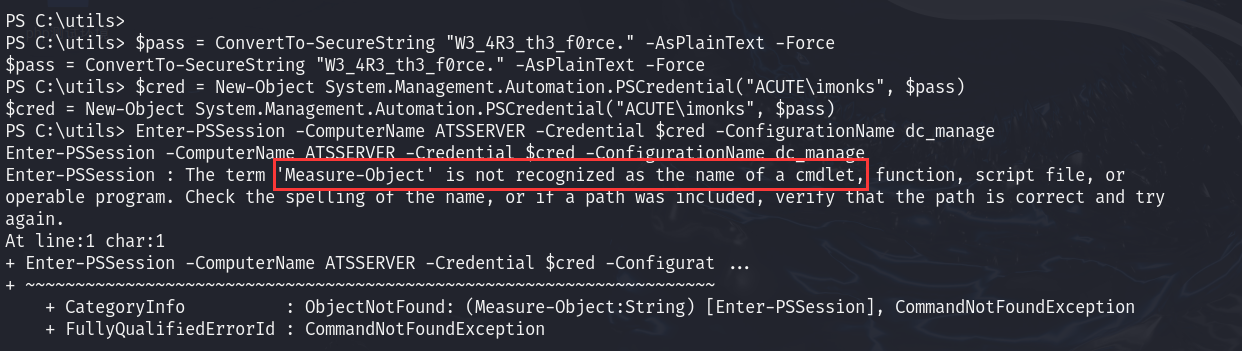 PS C:\utils>
PS C:\utils> $pass = ConvertTo-SecureString "W3_4R3_th3_f0rce." -AsPlainText -Force
$pass = ConvertTo-SecureString "W3_4R3_th3_f0rce." -AsPlainText -Force
PS C:\utils> $cred = New-Object System.Management.Automation.PSCredential("ACUTE\imonks", $pass)
$cred = New-Object System.Management.Automation.PSCredential("ACUTE\imonks", $pass)
PS C:\utils> Enter-PSSession -ComputerName ATSSERVER -Credential $cred -ConfigurationName dc_manage
Enter-PSSession -ComputerName ATSSERVER -Credential $cred -ConfigurationName dc_manage
Enter-PSSession : The term 'Measure-Object' is not recognized as the name of a cmdlet, function, script file, or
operable program. Check the spelling of the name, or if a path was included, verify that the path is correct and try
again.
At line:1 char:1
+ Enter-PSSession -ComputerName ATSSERVER -Credential $cred -Configurat ...
+ ~~~~~~~~~~~~~~~~~~~~~~~~~~~~~~~~~~~~~~~~~~~~~~~~~~~~~~~~~~~~~~~~~~~~~
    + CategoryInfo          : ObjectNotFound: (Measure-Object:String) [Enter-PSSession], CommandNotFoundException
    + FullyQualifiedErrorId : CommandNotFoundException